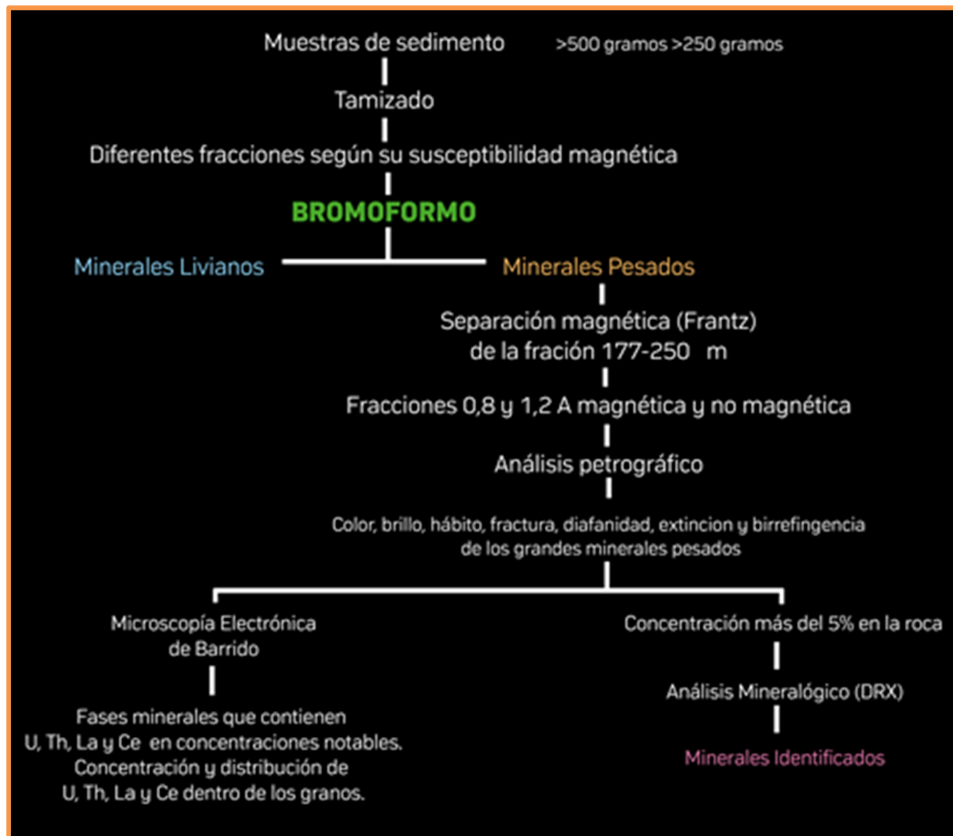 Muestras de sedimento >500 gramos >250 gramos
Tamizado
Diferentes fracciones según su susceptibilidad magnética
BROMOFORMO
Minerales Livianos
Minerales Pesados
Separación magnética (Frantz)
de la fración 177-250 m
Fracciones 0,8 y 1,2 A magnética y no magnética
Análisis petrográfico
Color, brillo, hábito, fractura, diafanidad, extincion y birrefingencia
de los grandes minerales pesados
Microscopía Electrónica
de Barrido
Fases minerales que contienen
U, Th, La y Ce en concentraciones notables.
Concentración y distribución de
U, Th, La y Ce dentro de los granos.
Concentración más del 5% en la roca
Análisis Mineralógico (DRX)
Minerales Identificados